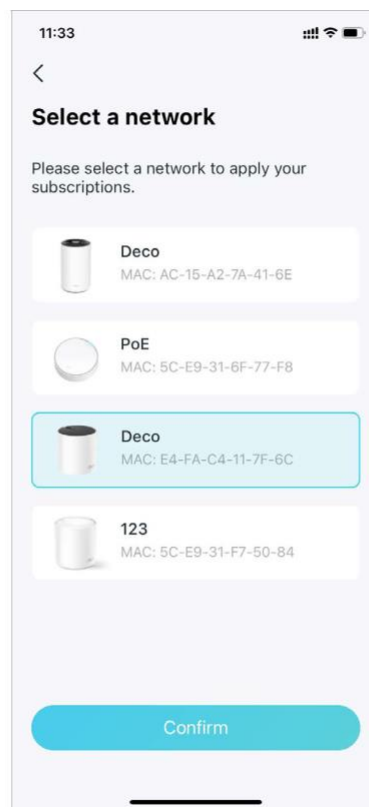 11:33
Select a network
Please select a network to apply your
subscriptions.
Deco
MAC: AC-15-A2-7A-41-6E
PoE
MAC: 5C-E9-31-6F-77-F8
Deco
MAC: E4-FA-C4-11-7F-6C
123
MAC: 5C-E9-31-F7-50-84
Confirm